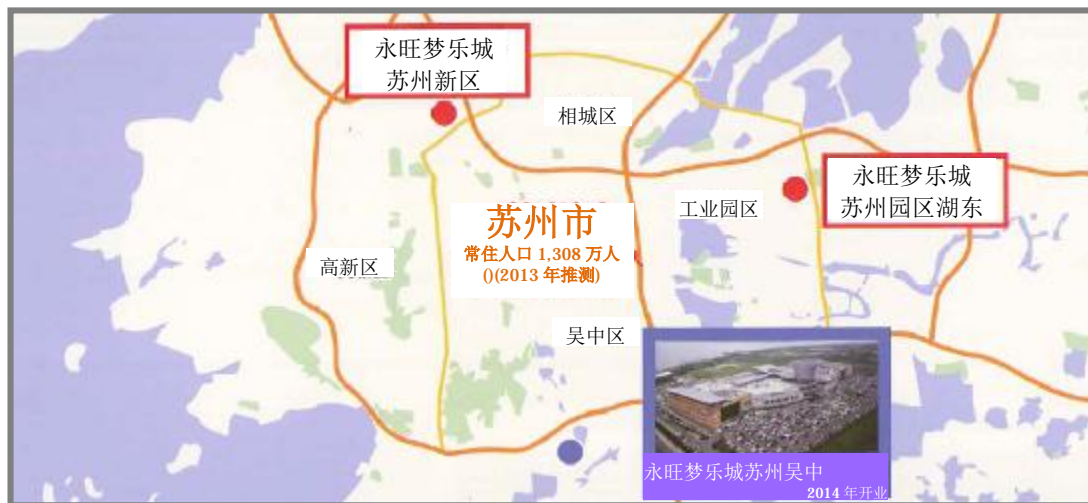 永旺梦乐城
苏州新区
相城区
永旺梦乐城
苏州园区湖东
工业园区
苏州市
常住人口 1,308 万人
()(2013 年推测)
高新区
吴中区
永旺梦乐城苏州吴中
2014 年开业